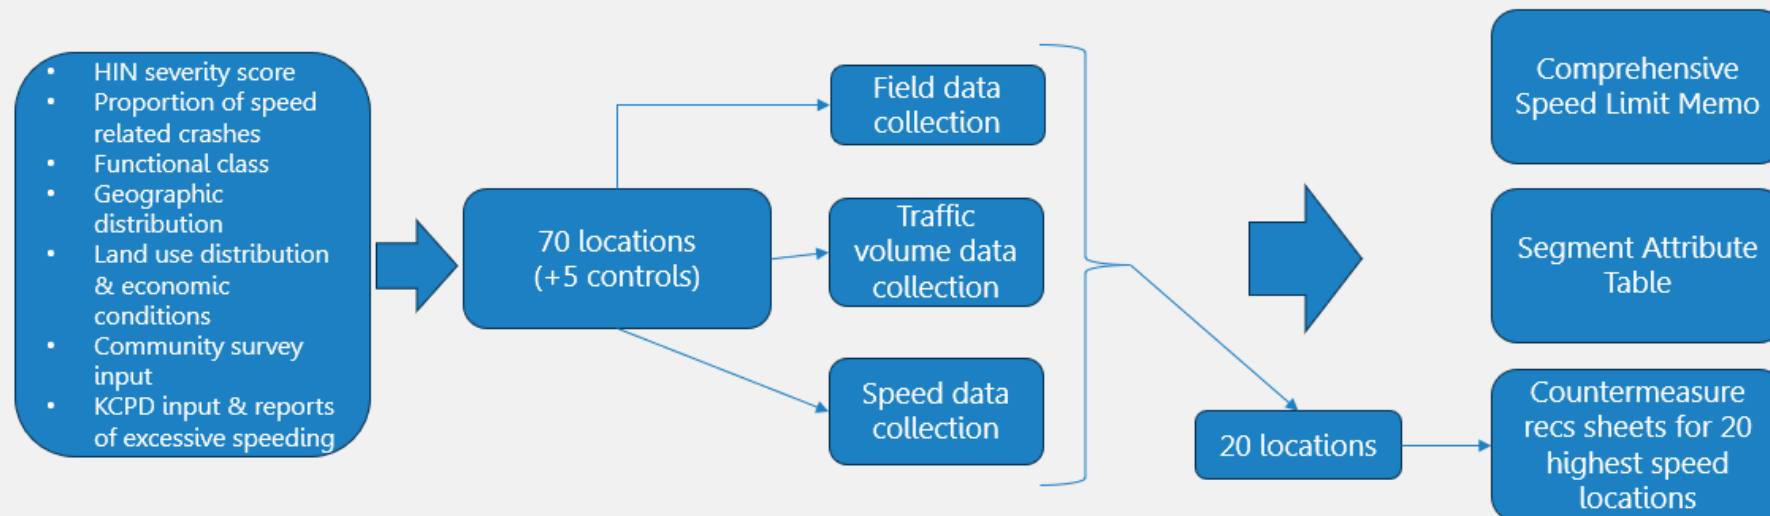 • HIN severity score
• Proportion of speed
related crashes
• Functional class
• Geographic
distribution
• Land use distribution
& economic
conditions
• Community survey
input
• KCPD input & reports
of excessive speeding
70 locations
(+5 controls)
Field data
collection
Traffic
volume data
collection
Speed data
collection
20 locations
Comprehensive
Speed Limit Memo
Segment Attribute
Table
Countermeasure
recs sheets for 20
highest speed
locations